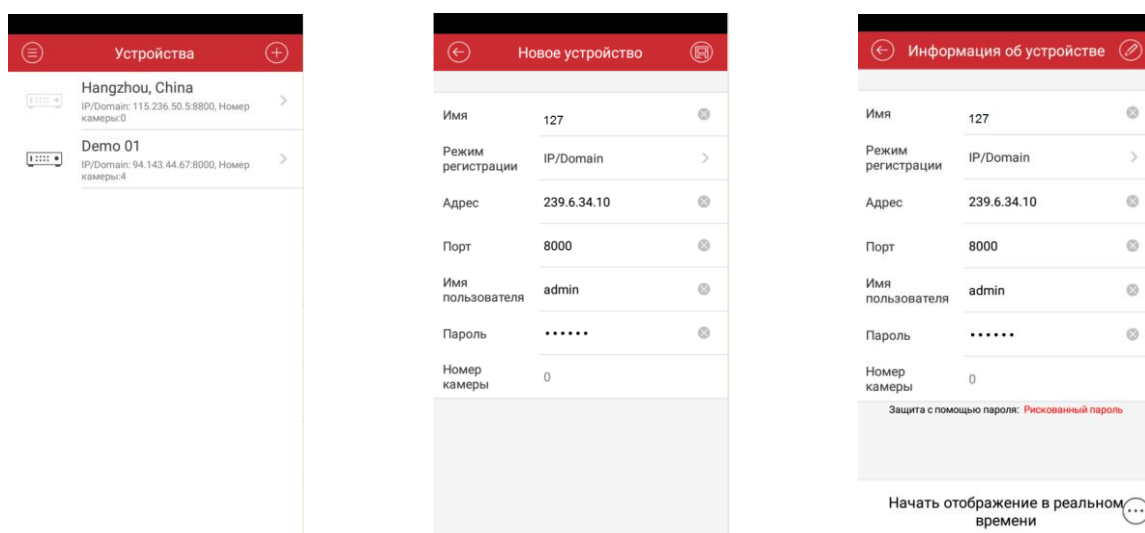 Устройства
Hangzhou, China
IP/Domain: 115.236.50.5:8800, Номер
камеры:0
Demo 01
IP/Domain: 94.143.44.67:8000, Номер
камеры:4
Новое устройство
Имя 127
Режим
регистрации IP/Domain
Адрес 239.6.34.10
Порт 8000
Имя
пользователя admin
Пароль ••••••
Номер
камеры 0
Информация об устройстве
Имя 127
Режим
регистрации IP/Domain
Адрес 239.6.34.10
Порт 8000
Имя
пользователя admin
Пароль ••••••
Номер
камеры 0
Защита с помощью пароля: Рискованный пароль
Начать отображение в реальном
времени